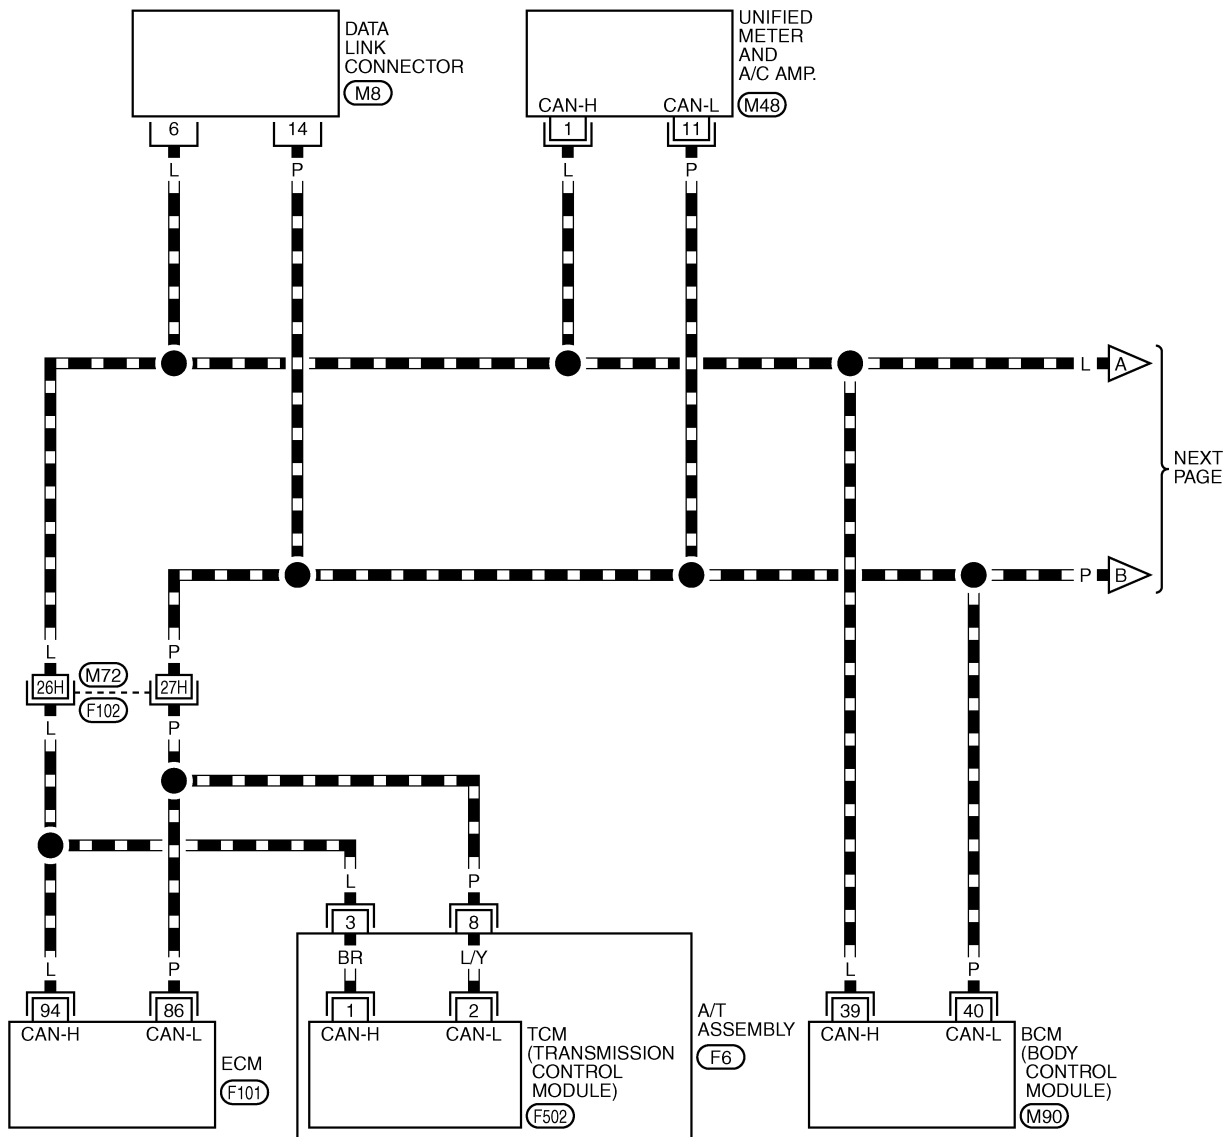 DATA
LINK
CONNECTOR
M8
UNIFIED
METER
AND
A/C AMP.
M48
CAN-H
CAN-L
6
14
1
11
L
P
L
P
L
A
NEXT
PAGE
P
B
L
P
26H
M72
27H
F102
L
P
L
P
3
8
L
P
BR
L/Y
L
P
94
86
1
2
39
40
CAN-H
CAN-L
ECM
F101
CAN-H
CAN-L
TCM
(TRANSMISSION
CONTROL
MODULE)
F502
A/T
ASSEMBLY
F6
CAN-H
CAN-L
BCM
(BODY
CONTROL
MODULE)
M90